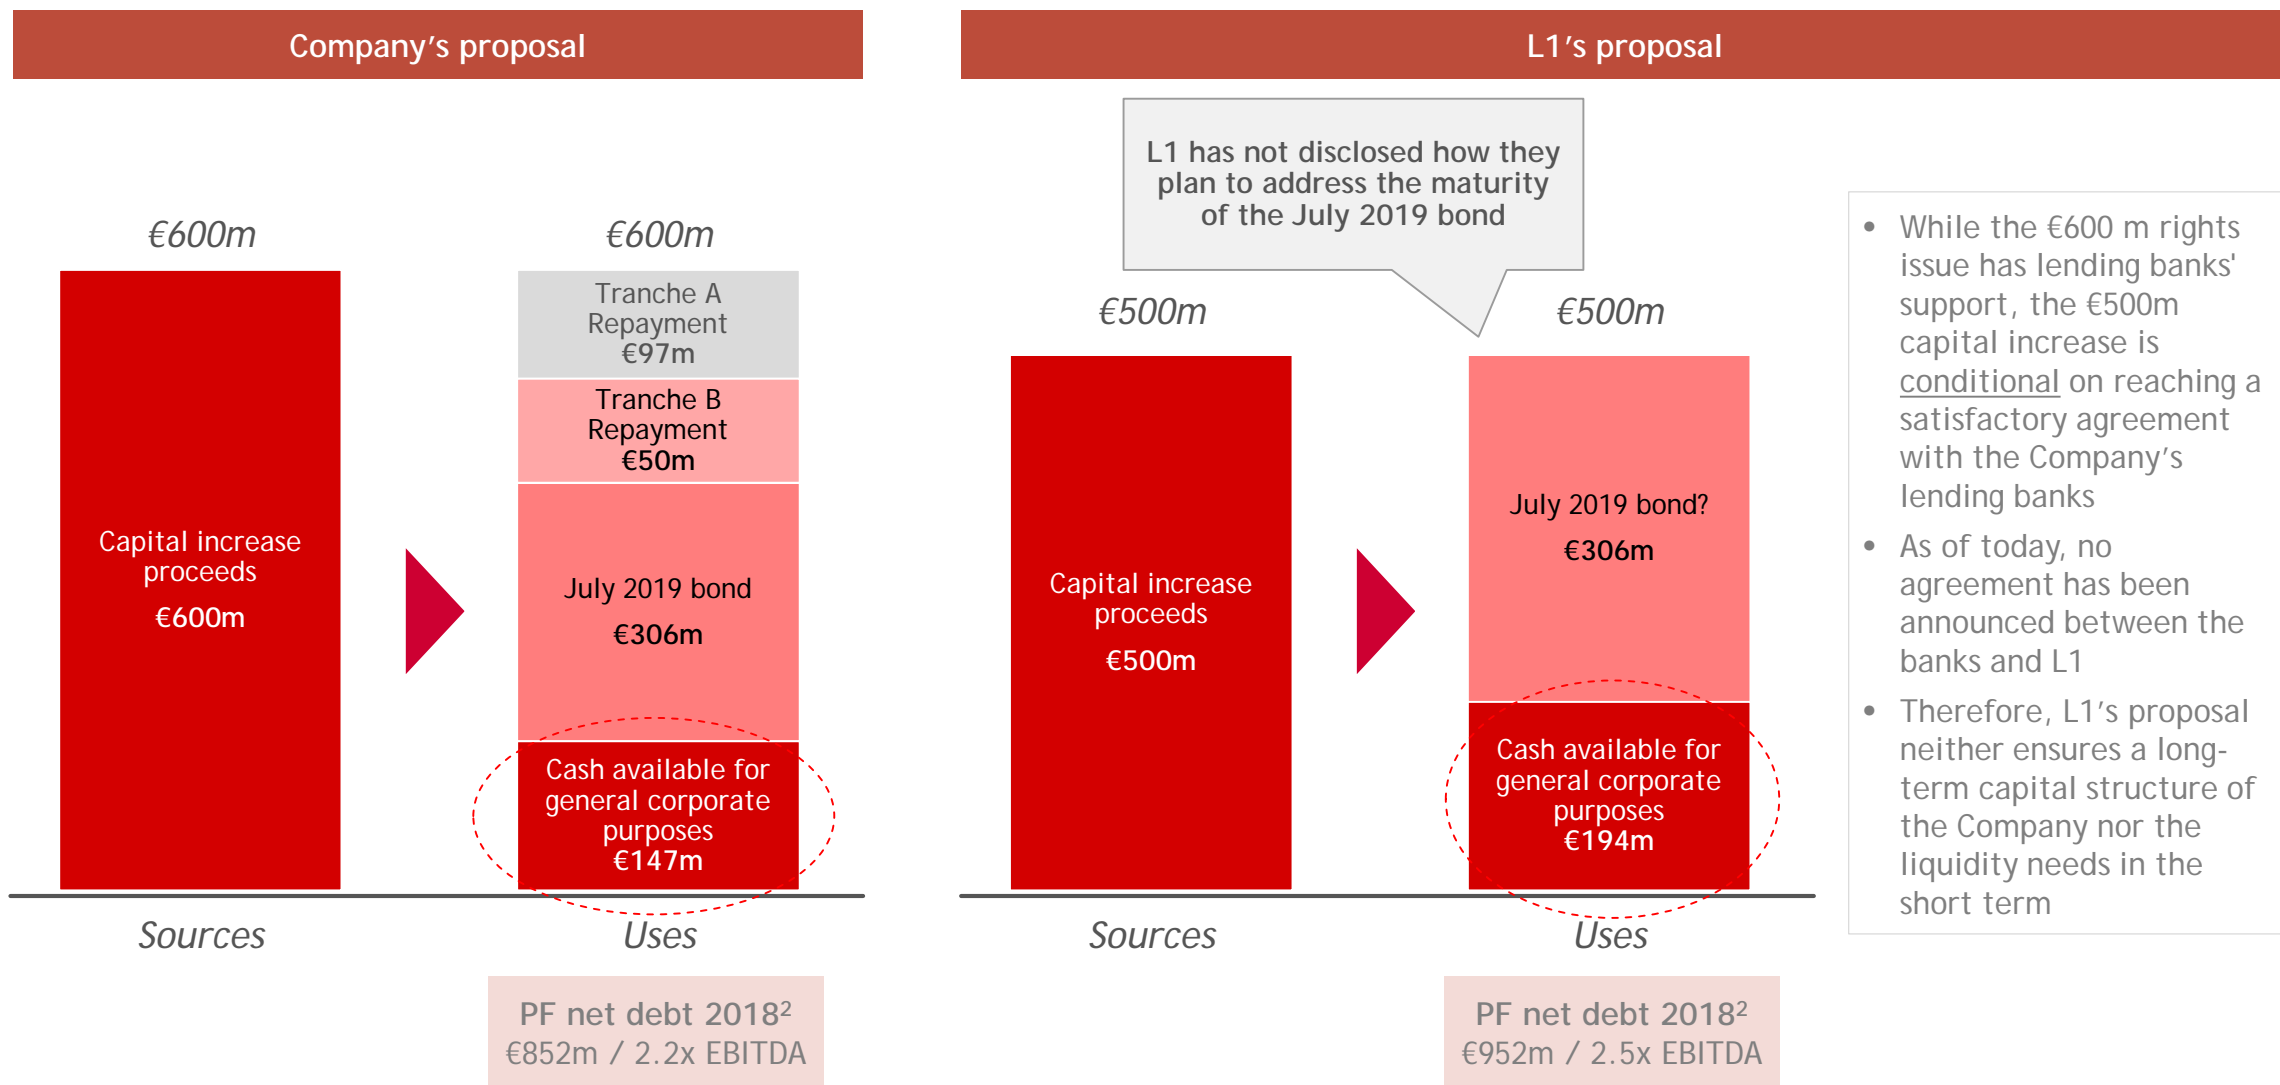 Company's proposal
€600m
€600m
Capital increase
proceeds
€600m
Tranche A
Repayment
€97m
Tranche B
Repayment
€50m
July 2019 bond
€306m
Cash available for
general corporate
purposes
€147m
Sources
Uses
PF net debt 2018²
€852m / 2.2x EBITDA
L1's proposal
L1 has not disclosed how they
plan to address the maturity
of the July 2019 bond
€500m
€500m
Capital increase
proceeds
€500m
July 2019 bond?
€306m
Cash available for
general corporate
purposes
€194m
Sources
Uses
PF net debt 2018²
€952m / 2.5x EBITDA
• While the €600 m rights
issue has lending banks'
support, the €500m
capital increase is
conditional on reaching a
satisfactory agreement
with the Company's
lending banks
• As of today, no
agreement has been
announced between the
banks and L1
• Therefore, L1's proposal
neither ensures a long-
term capital structure of
the Company nor the
liquidity needs in the
short term